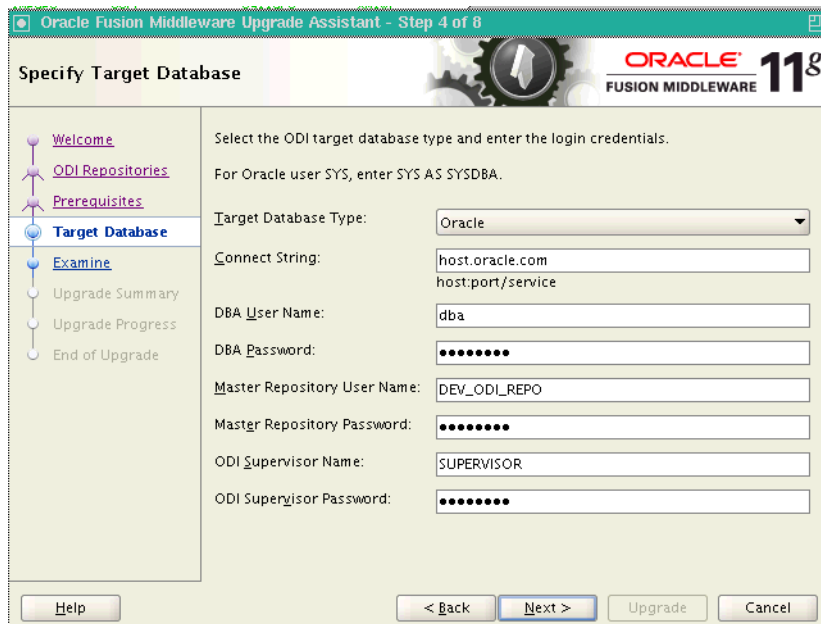 Oracle Fusion Middleware Upgrade Assistant - Step 4 of 8
Specify Target Database
ORACLE
FUSION MIDDLEWARE 11g
Welcome
ODI Repositories
Prerequisites
Target Database
Examine
Upgrade Summary
Upgrade Progress
End of Upgrade
Select the ODI target database type and enter the login credentials.
For Oracle user SYS, enter SYS AS SYSDBA.
Target Database Type: Oracle
Connect String: host.oracle.com
host:port/service
DBA User Name: dba
DBA Password: ●●●●●●●●
Master Repository User Name: DEV_ODI_REPO
Master Repository Password: ●●●●●●●●
ODI Supervisor Name: SUPERVISOR
ODI Supervisor Password: ●●●●●●●●
Help < Back Next > Upgrade Cancel